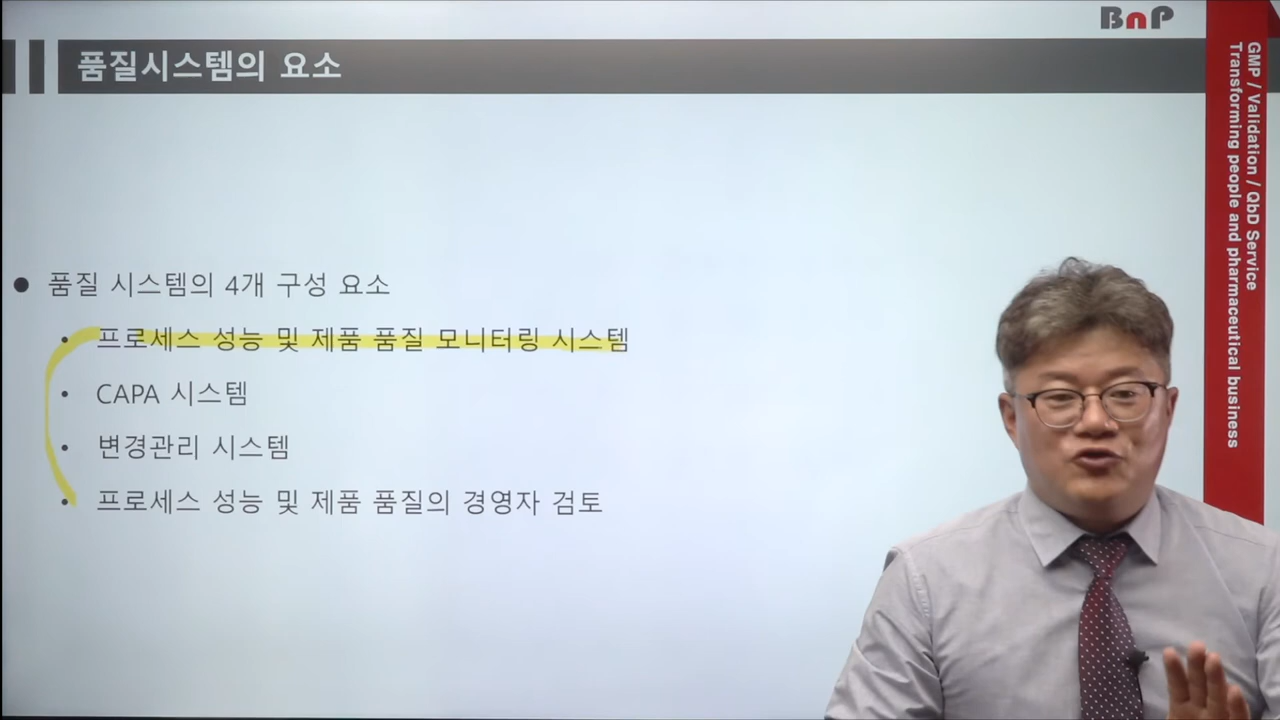 BnP
품질시스템의 요소
GMP / Validation / QbD Service
Transforming people and pharmaceutical business
● 품질 시스템의 4개 구성 요소
• 프로세스 성능 및 제품 품질 모니터링 시스템
• CAPA 시스템
• 변경관리 시스템
• 프로세스 성능 및 제품 품질의 경영자 검토